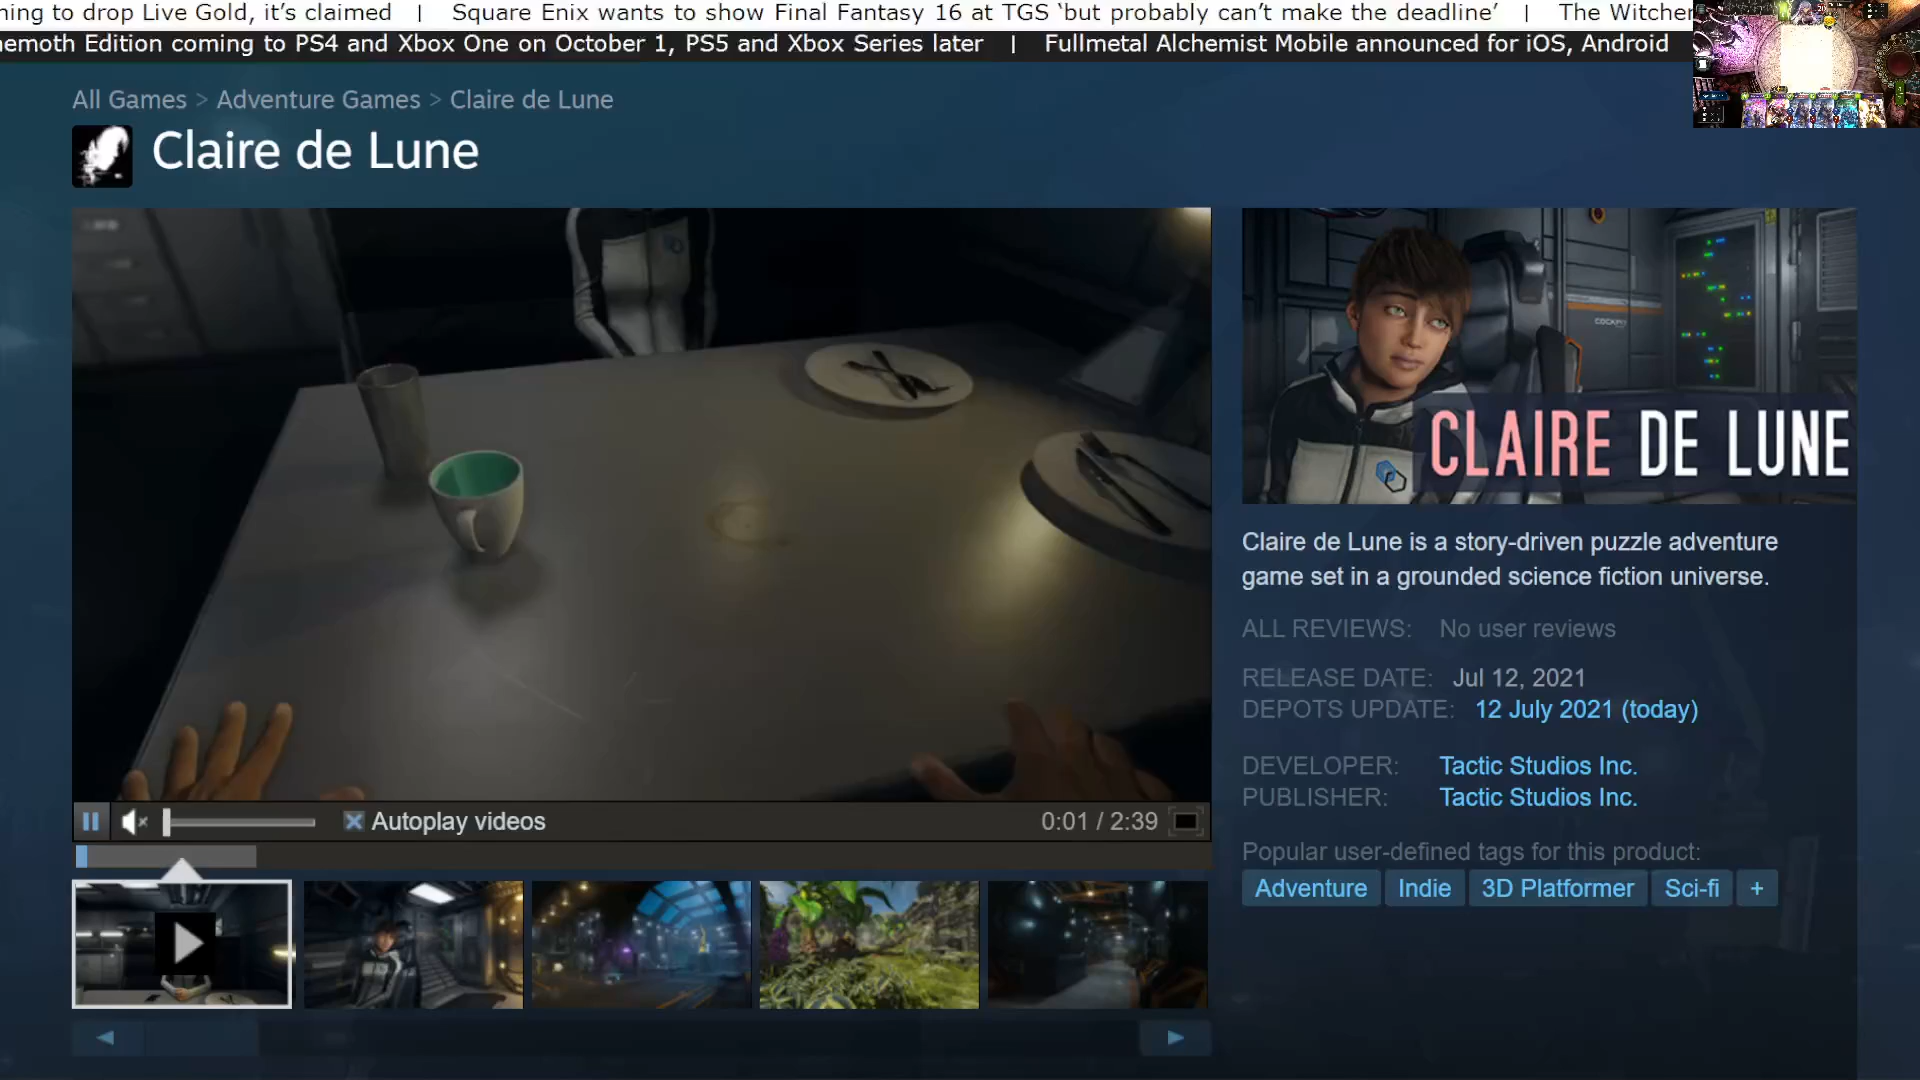 ning to drop Live Gold, it’s claimed | Square Enix wants to show Final Fantasy 16 at TGS ‘but probably can’t make the deadline’ | The Witcher
emoth Edition coming to PS4 and Xbox One on October 1, PS5 and Xbox Series later | Fullmetal Alchemist Mobile announced for iOS, Android
All Games > Adventure Games > Claire de Lune
Claire de Lune
COCKPIT
CLAIRE DE LUNE
Claire de Lune is a story-driven puzzle adventure
game set in a grounded science fiction universe.
ALL REVIEWS: No user reviews
RELEASE DATE: Jul 12, 2021
DEPOTS UPDATE: 12 July 2021 (today)
DEVELOPER: Tactic Studios Inc.
PUBLISHER: Tactic Studios Inc.
Popular user-defined tags for this product:
Adventure Indie 3D Platformer Sci-fi +
Autoplay videos 0:01 / 2:39